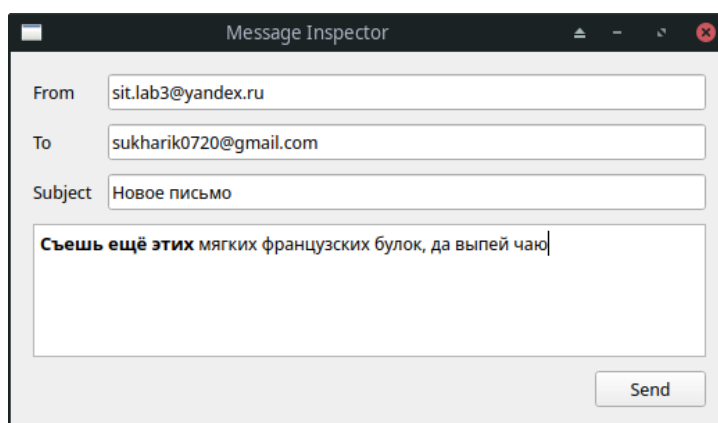 Message Inspector
From sit.lab3@yandex.ru
To sukharik0720@gmail.com
Subject Новое письмо
Съешь ещё этих мягких французских булок, да выпей чаю
Send